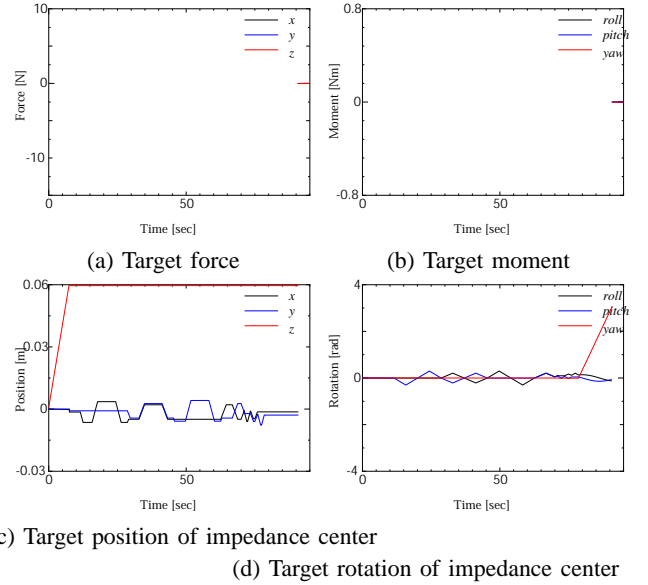 10
0
-10
Force [N]
0
50
Time [sec]
x
y
z
0.8
0
-0.8
Moment [Nm]
0
50
Time [sec]
roll
pitch
yaw
(a) Target force
(b) Target moment
0.06
0.03
0
-0.03
Position [m]
0
50
Time [sec]
x
y
z
4
0
-4
Rotation [rad]
0
50
Time [sec]
roll
pitch
yaw
c) Target position of impedance center
(d) Target rotation of impedance center